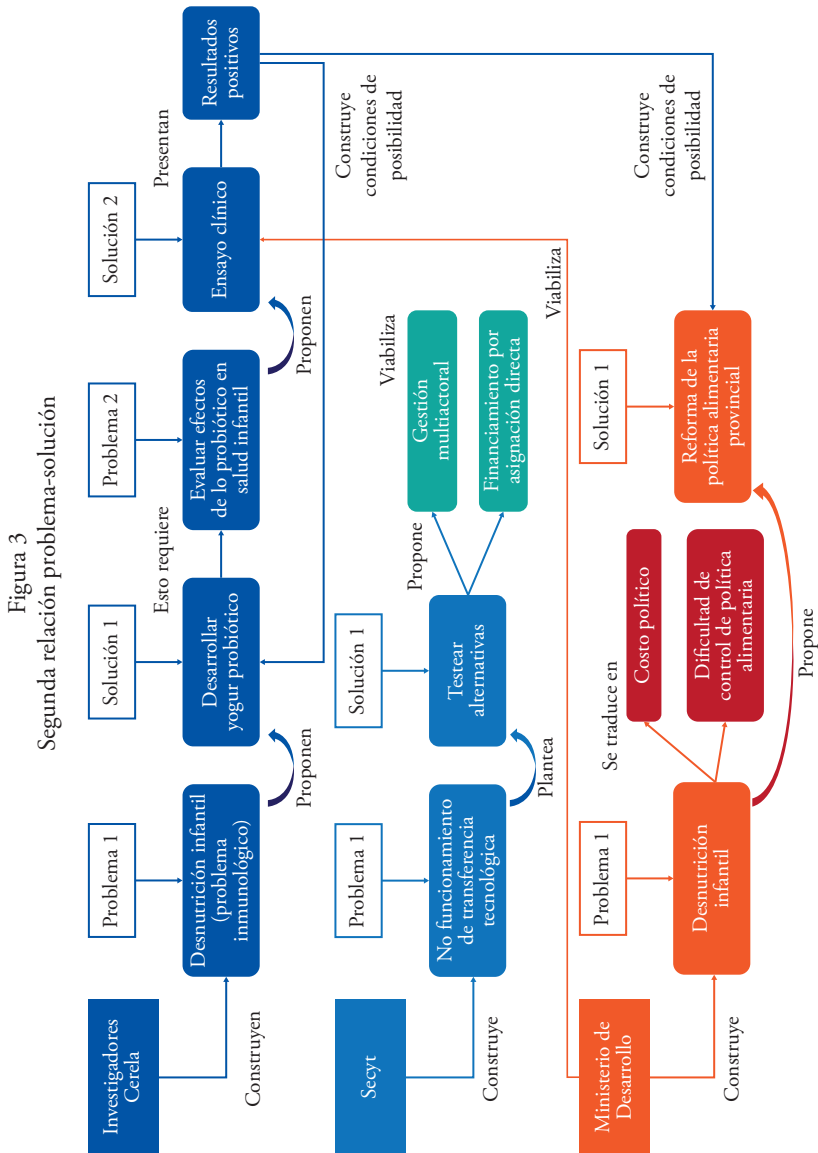 Figura 3
Segunda relación problema-solución
Investigadores
Cerela
Construyen
Problema 1
Desnutrición infantil
(problema
inmunológico)
Proponen
Solución 1
Desarrollar
yogur probiótico
Esto requiere
Problema 2
Evaluar efectos
de lo probiótico en
salud infantil
Proponen
Solución 2
Ensayo clínico
Presentan
Resultados
positivos
Construye
condiciones de
posibilidad
Secyt
Construye
Problema 1
No funcionamiento
de transferencia
tecnológica
Plantea
Solución 1
Testear
alternativas
Propone
Gestión
multiactoral
Financiamiento por
asignación directa
Viabiliza
Viabiliza
Ministerio de
Desarrollo
Construye
Problema 1
Desnutrición
infantil
Se traduce en
Costo político
Dificultad de
control de política
alimentaria
Propone
Solución 1
Reforma de la
política alimentaria
provincial
Construye
condiciones de
posibilidad